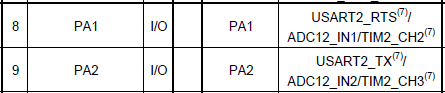 8 PA1 I/O PA1 USART2_RTS(7)/
ADC12_IN1/TIM2_CH2(7)
9 PA2 I/O PA2 USART2_TX(7)/
ADC12_IN2/TIM2_CH3(7)